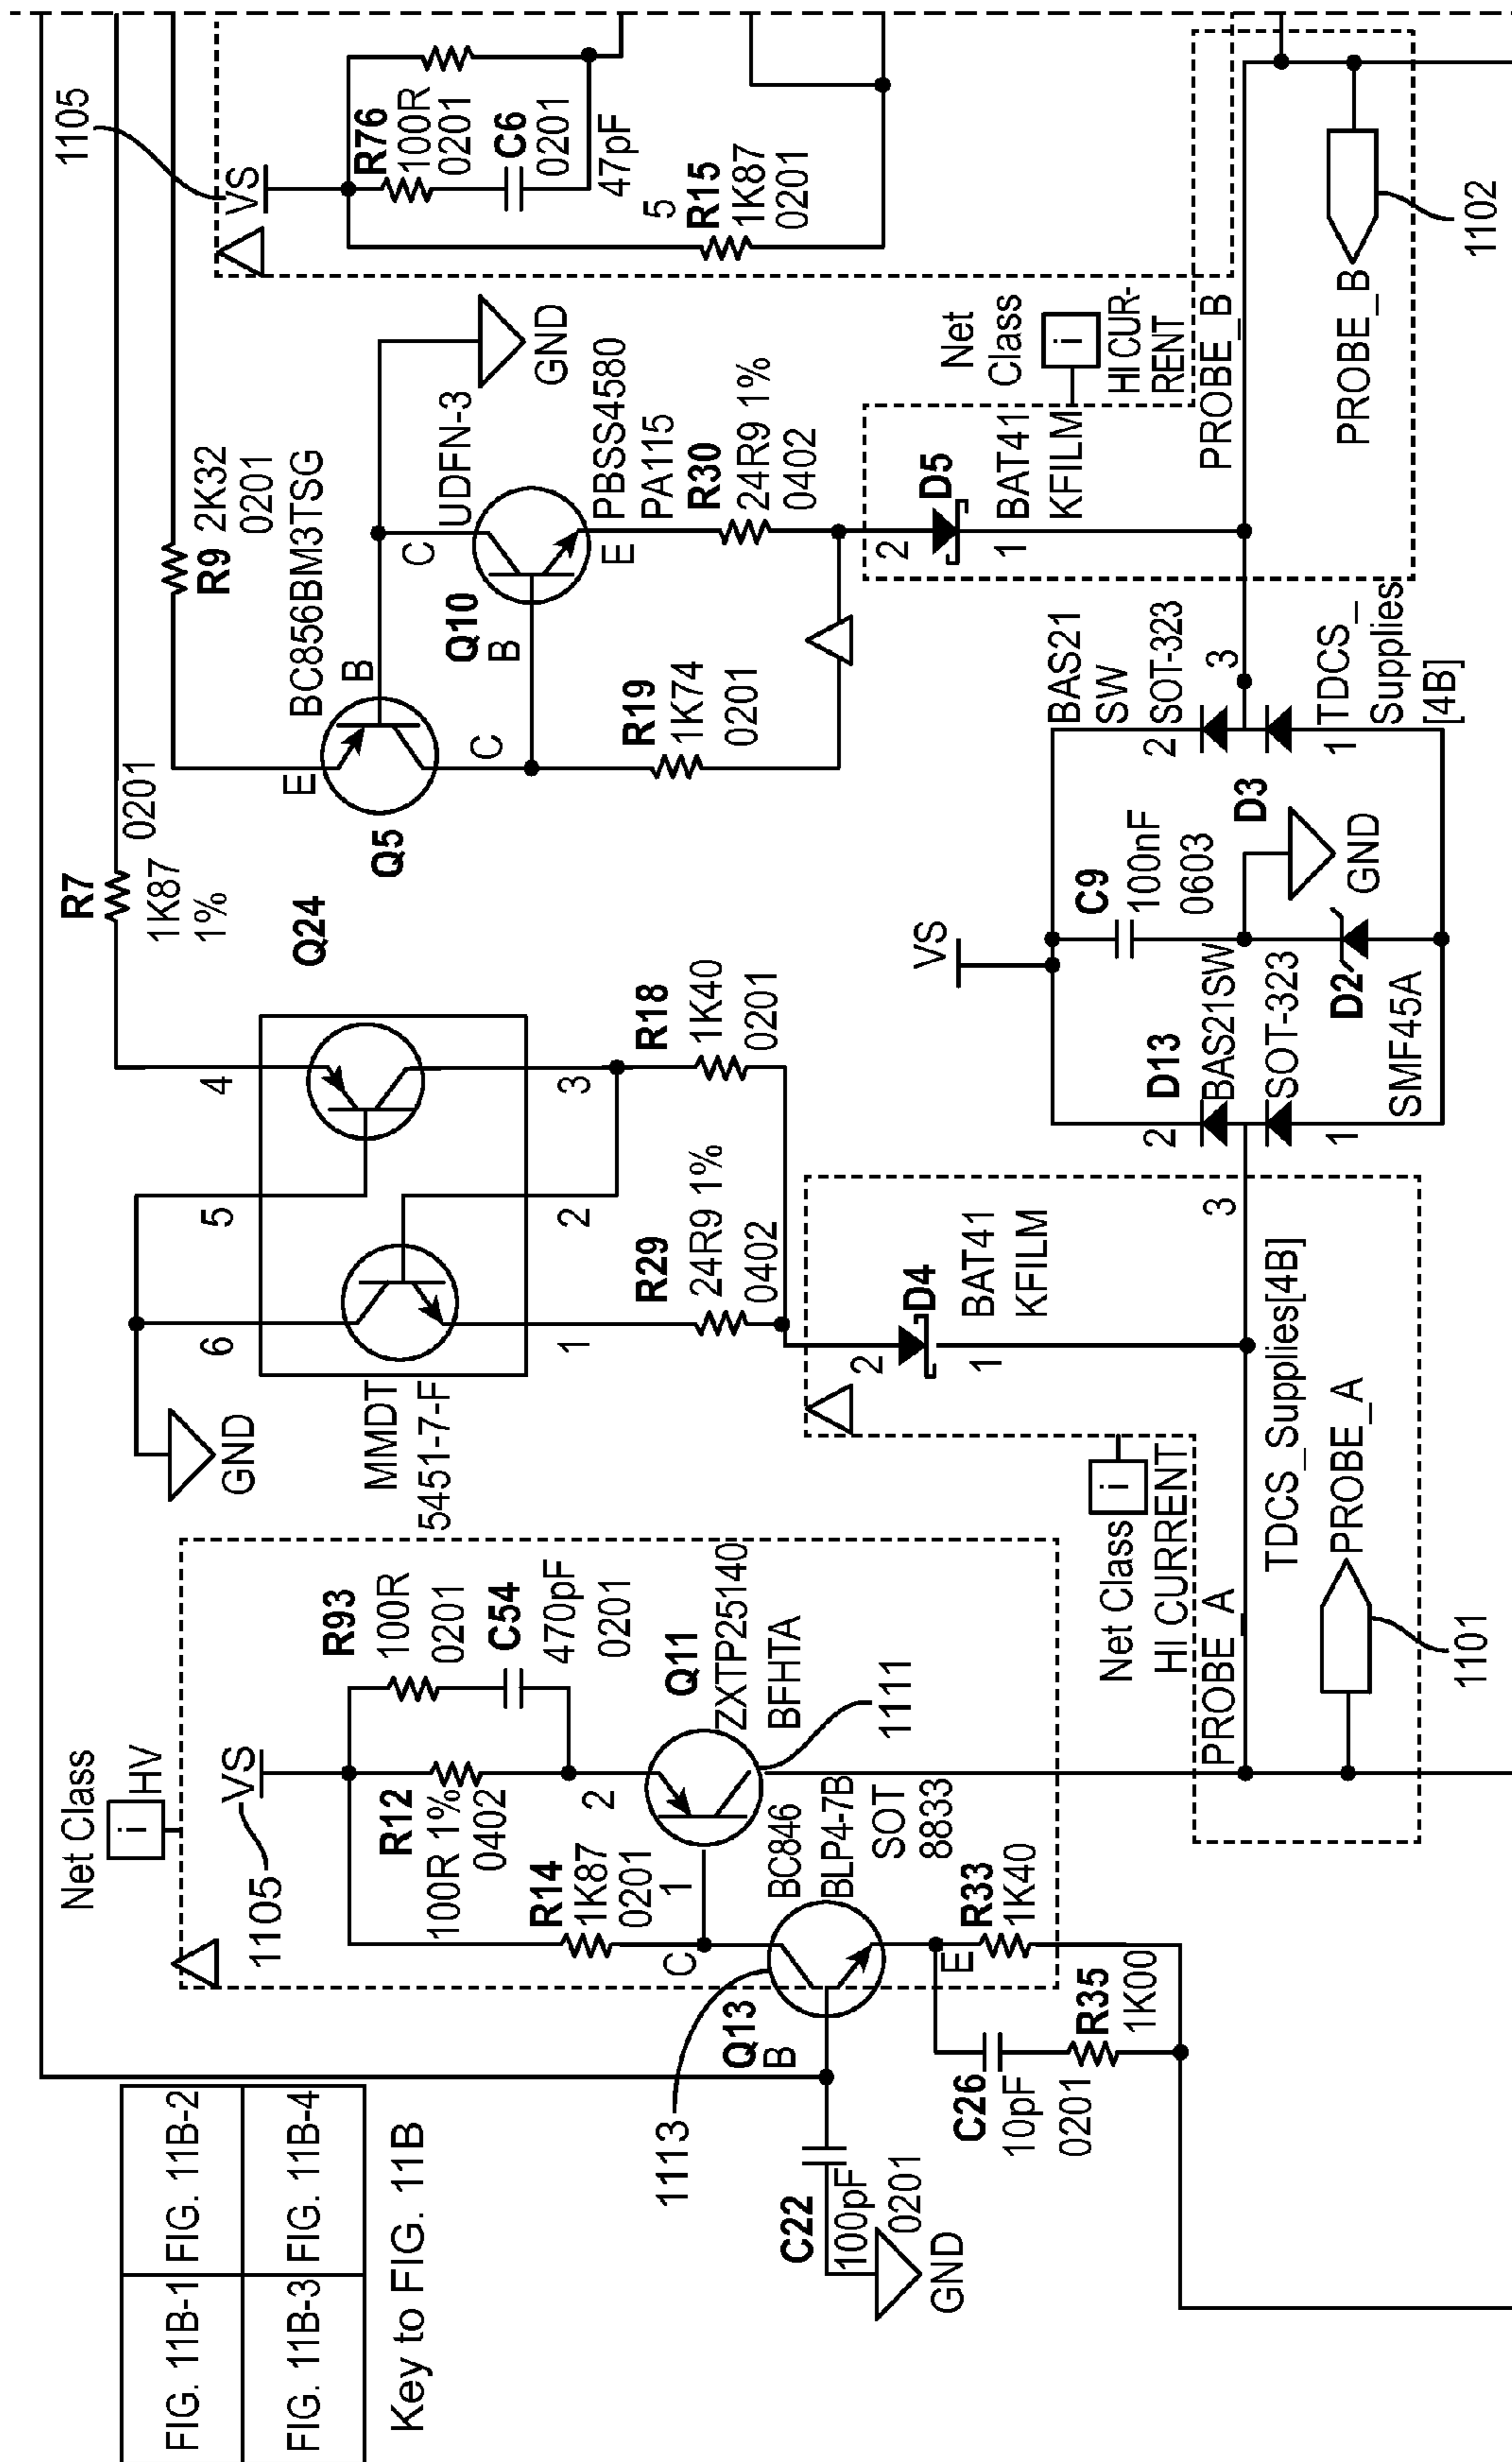 FIG. 11B-1
FIG. 11B-2
FIG. 11B-3
FIG. 11B-4
Key to FIG. 11B
Net Class
i
HV
VS
1105
R12
100R 1%
0402
R14
1K87
0201
R93
100R
0201
C54
470pF
0201
Q11
ZXTP25140
BFHTA
1111
1
2
C
BC846
BLP4-7B
SOT
8833
Q13
B
E
1113
C22
100pF
0201
GND
C26
10pF
0201
R35
1K00
R33
1K40
GND
MMDT
5451-7-F
6
5
4
1
2
3
Q24
R7
1K87
1%
0201
R29
24R9 1%
0402
R18
1K40
0201
D4
BAT41
KFILM
2
1
Net Class
i
HI CURRENT
PROBE_A
TDCS_Supplies[4B]
PROBE_A
1101
3
D13
BAS21SW
SOT-323
2
1
VS
C9
100nF
0603
GND
D2
SMF45A
D3
BAS21
SW
SOT-323
2
3
1
TDCS_
Supplies
[4B]
Q5
BC856BM3TSG
E
B
C
R9
2K32
0201
Q10
UDFN-3
C
B
E
PBSS4580
PA115
GND
R19
1K74
0201
R30
24R9 1%
0402
D5
BAT41
KFILM
2
1
Net
Class
i
HI CUR-
RENT
PROBE_B
PROBE_B
1102
1105
VS
R76
100R
0201
C6
0201
47pF
5
R15
1K87
0201